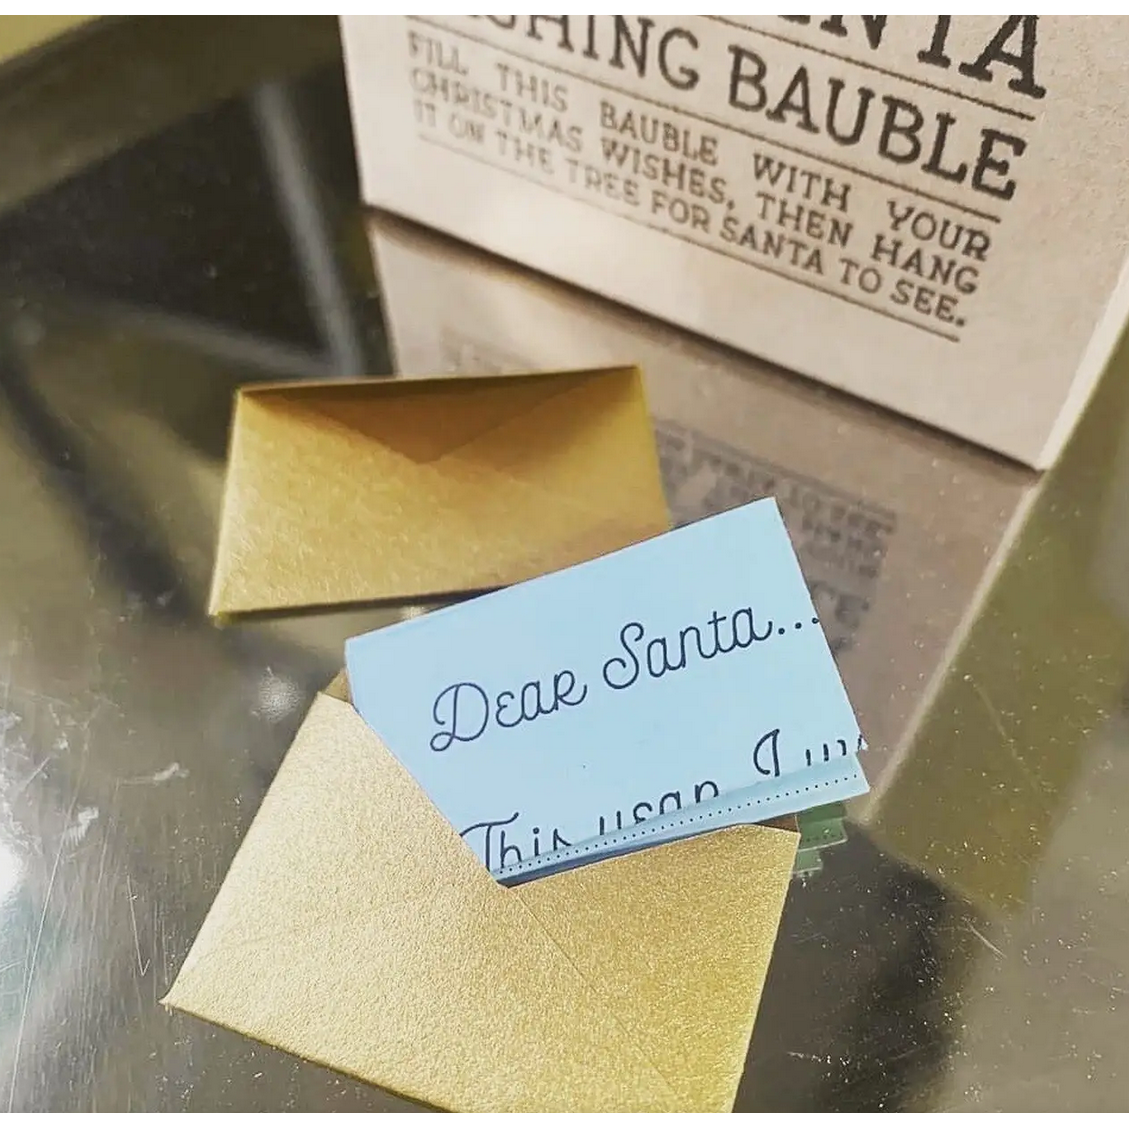 BAUBLE
FILL THIS BAUBLE WITH YOUR
CHRISTMAS WISHES, THEN HANG
IT ON THE TREE FOR SANTA TO SEE.
Dear Santa...
This